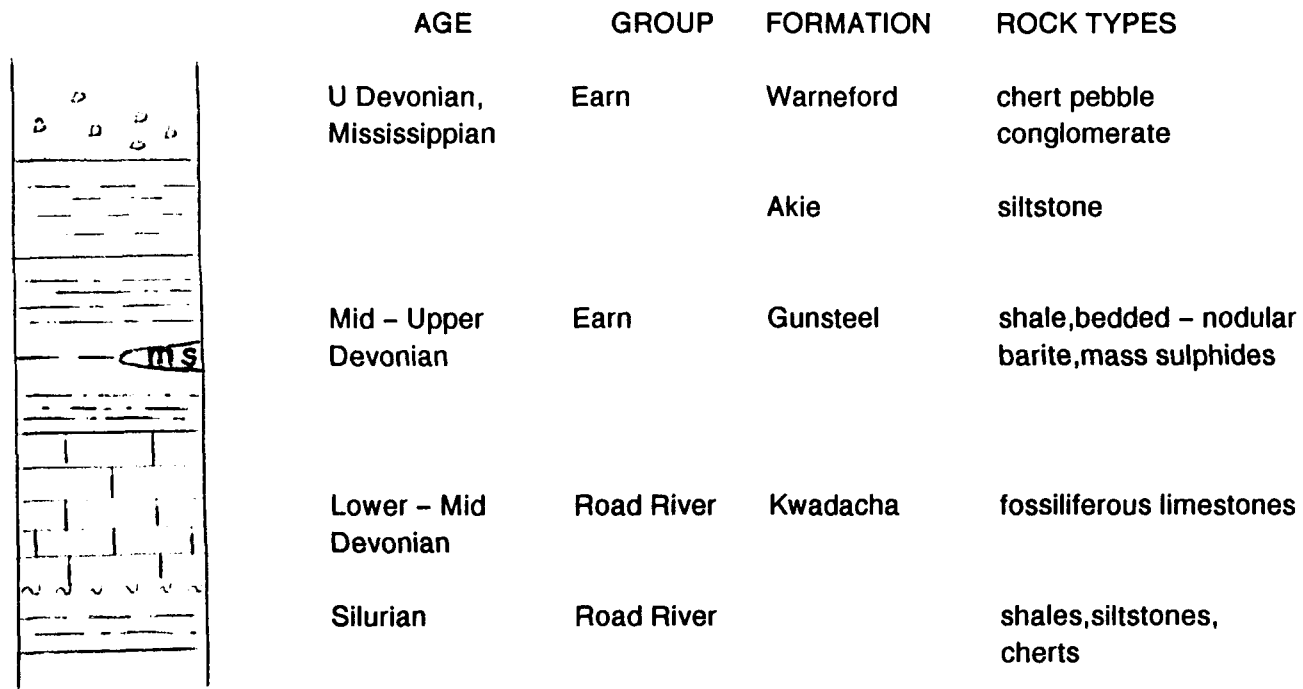 AGE GROUP FORMATION ROCK TYPES
U Devonian, Earn Warneford chert pebble
Mississippian conglomerate
Akie siltstone
Mid – Upper Earn Gunsteel shale,bedded – nodular
Devonian barite,mass sulphides
ms
Lower – Mid Road River Kwadacha fossiliferous limestones
Devonian
Silurian Road River shales,siltstones,
cherts